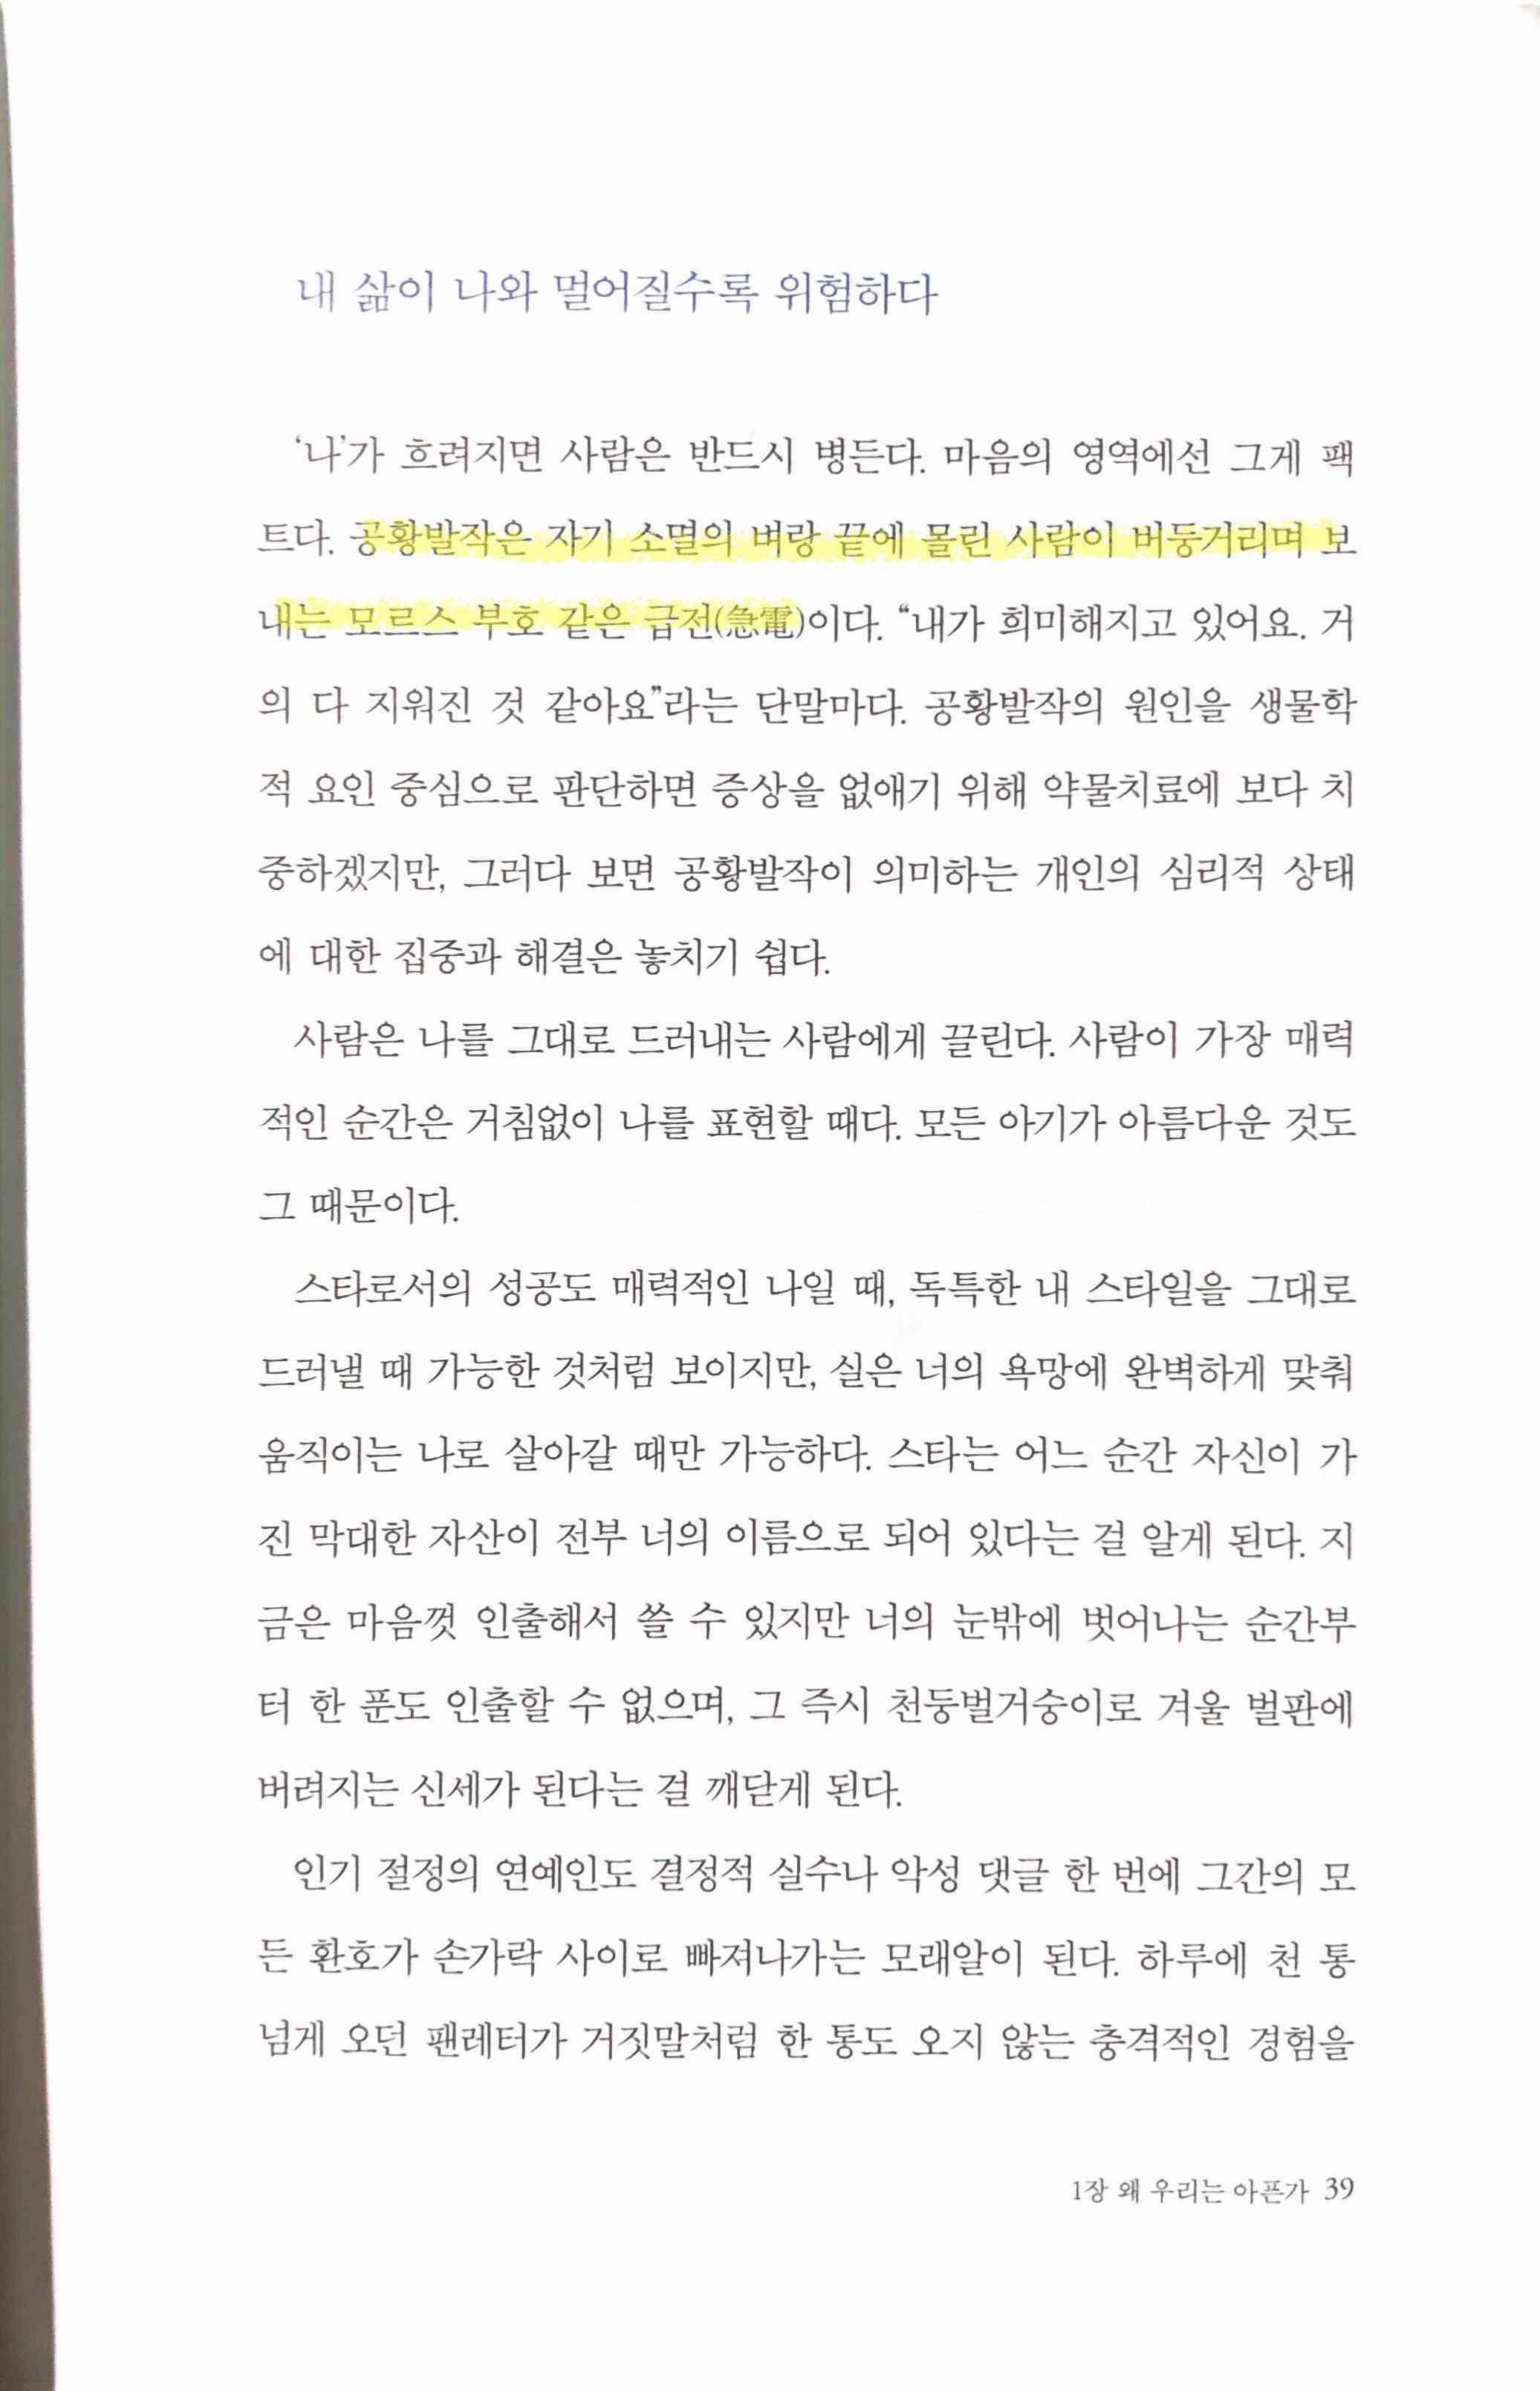 내 삶이 나와 멀어질수록 위험하다
‘나’가 흐려지면 사람은 반드시 병든다. 마음의 영역에선 그게 팩
트다. 공황발작은 자기 소멸의 벼랑 끝에 몰린 사람이 버둥거리며 보
내는 모르스 부호 같은 급전(急電)이다. “내가 희미해지고 있어요. 거
의 다 지워진 것 같아요”라는 단말마다. 공황발작의 원인을 생물학
적 요인 중심으로 판단하면 증상을 없애기 위해 약물치료에 보다 치
중하겠지만, 그러다 보면 공황발작이 의미하는 개인의 심리적 상태
에 대한 집중과 해결은 놓치기 쉽다.
사람은 나를 그대로 드러내는 사람에게 끌린다. 사람이 가장 매력
적인 순간은 거침없이 나를 표현할 때다. 모든 아기가 아름다운 것도
그 때문이다.
스타로서의 성공도 매력적인 나일 때, 독특한 내 스타일을 그대로
드러낼 때 가능한 것처럼 보이지만, 실은 너의 욕망에 완벽하게 맞춰
움직이는 나로 살아갈 때만 가능하다. 스타는 어느 순간 자신이 가
진 막대한 자산이 전부 너의 이름으로 되어 있다는 걸 알게 된다. 지
금은 마음껏 인출해서 쓸 수 있지만 너의 눈밖에 벗어나는 순간부
터 한 푼도 인출할 수 없으며, 그 즉시 천둥벌거숭이로 겨울 벌판에
버려지는 신세가 된다는 걸 깨닫게 된다.
인기 절정의 연예인도 결정적 실수나 악성 댓글 한 번에 그간의 모
든 환호가 손가락 사이로 빠져나가는 모래알이 된다. 하루에 천 통
넘게 오던 팬레터가 거짓말처럼 한 통도 오지 않는 충격적인 경험을
1장 왜 우리는 아픈가 39